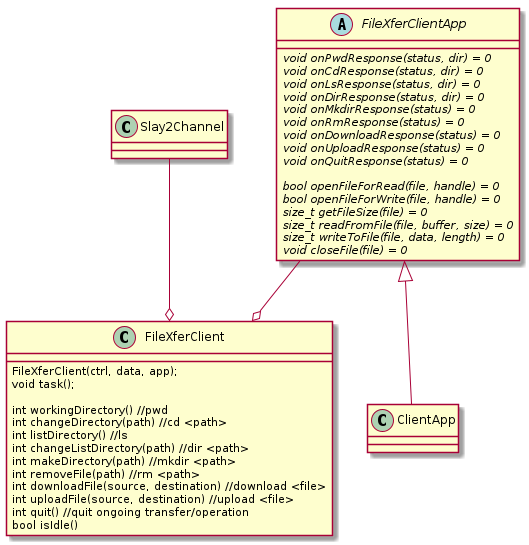 A FileXferClientApp
void onPwdResponse(status, dir) = 0
void onCdResponse(status, dir) = 0
void onLsResponse(status, dir) = 0
void onDirResponse(status, dir) = 0
void onMkdirResponse(status) = 0
void onRmResponse(status) = 0
void onDownloadResponse(status) = 0
void onUploadResponse(status) = 0
void onQuitResponse(status) = 0
bool openFileForRead(file, handle) = 0
bool openFileForWrite(file, handle) = 0
size_t getFileSize(file) = 0
size_t readFromFile(file, buffer, size) = 0
size_t writeToFile(file, data, length) = 0
void closeFile(file) = 0
C Slay2Channel
C FileXferClient
FileXferClient(ctrl, data, app);
void task();
int workingDirectory() //pwd
int changeDirectory(path) //cd <path>
int listDirectory() //ls
int changeListDirectory(path) //dir <path>
int makeDirectory(path) //mkdir <path>
int removeFile(path) //rm <path>
int downloadFile(source, destination) //download <file>
int uploadFile(source, destination) //upload <file>
int quit() //quit ongoing transfer/operation
bool isIdle()
C ClientApp